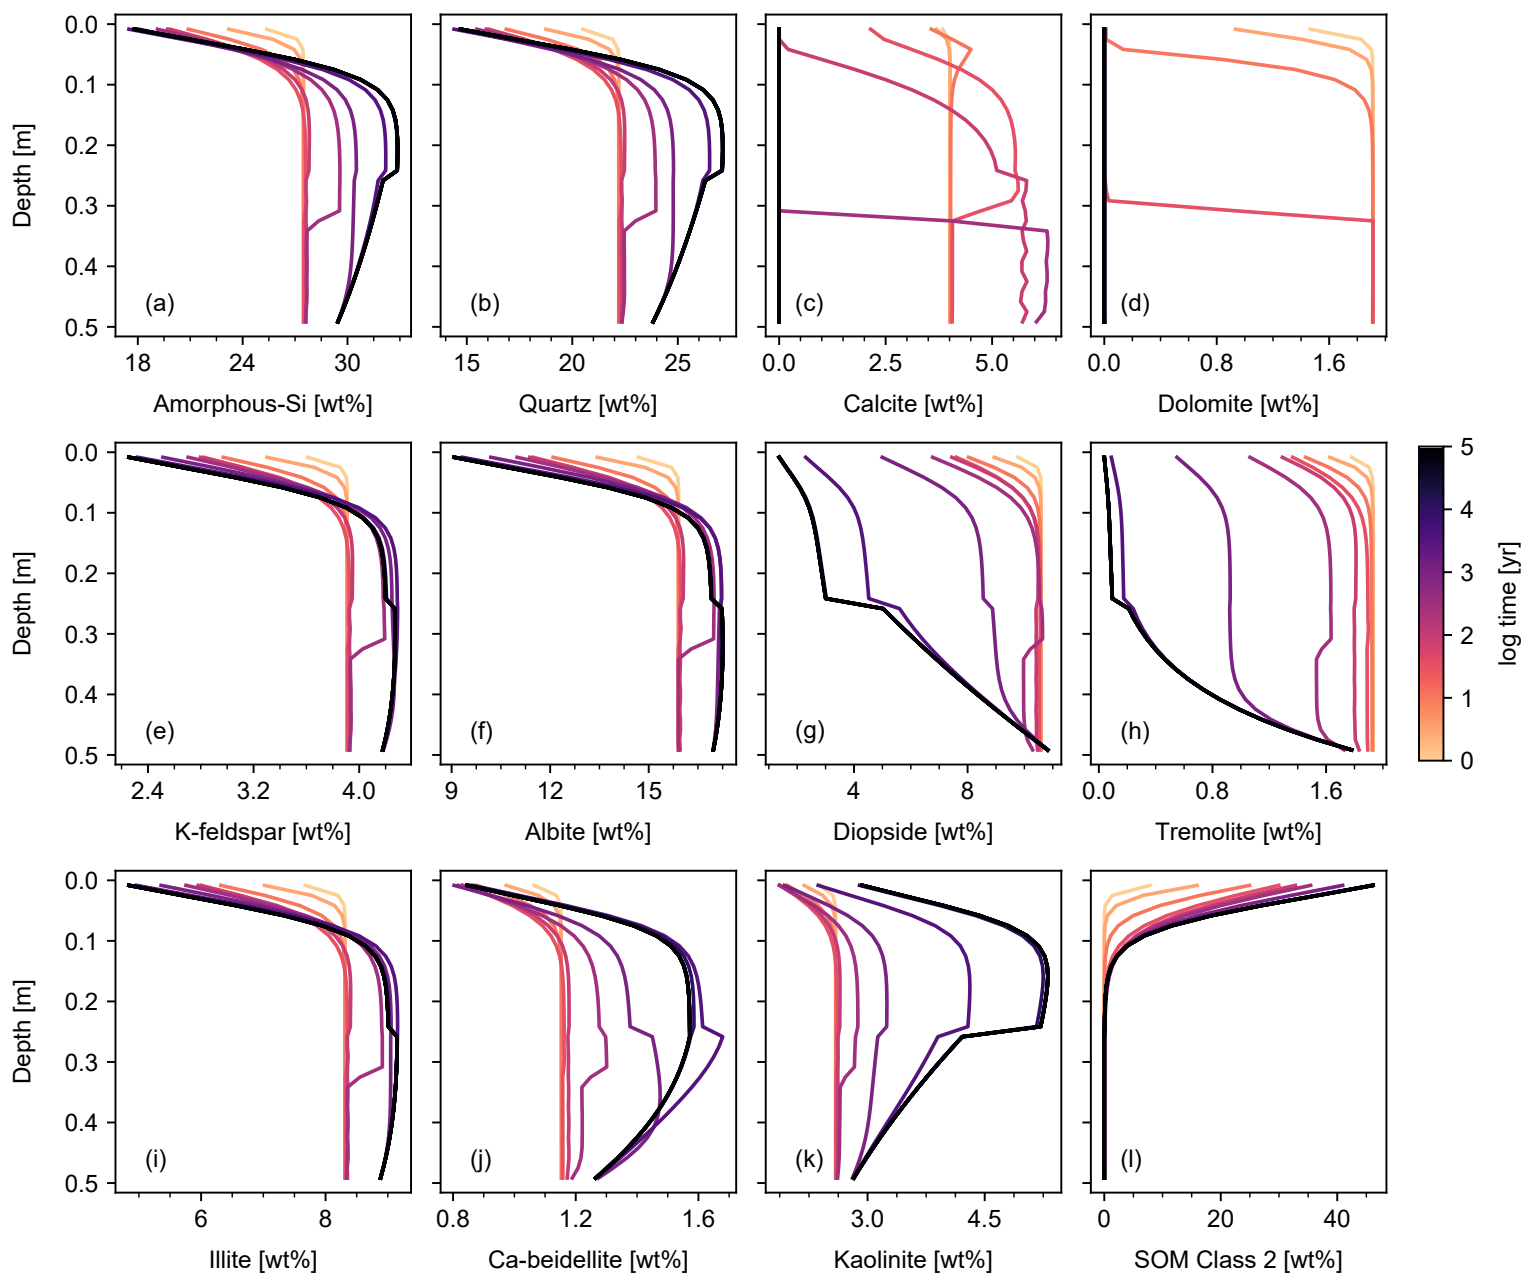 0.0
0.1
0.2
0.3
0.4
0.5
Depth [m]
(a)
(b)
(c)
(d)
18 24 30
15 20 25
0.0 2.5 5.0
0.0 0.8 1.6
Amorphous-Si [wt%]
Quartz [wt%]
Calcite [wt%]
Dolomite [wt%]
0.0
0.1
0.2
0.3
0.4
0.5
Depth [m]
(e)
(f)
(g)
(h)
2.4 3.2 4.0
9 12 15
4 8
0.0 0.8 1.6
K-feldspar [wt%]
Albite [wt%]
Diopside [wt%]
Tremolite [wt%]
5
4
3
2
1
0
log time [yr]
0.0
0.1
0.2
0.3
0.4
0.5
Depth [m]
(i)
(j)
(k)
(l)
6 8
0.8 1.2 1.6
3.0 4.5
0 20 40
Illite [wt%]
Ca-beidellite [wt%]
Kaolinite [wt%]
SOM Class 2 [wt%]